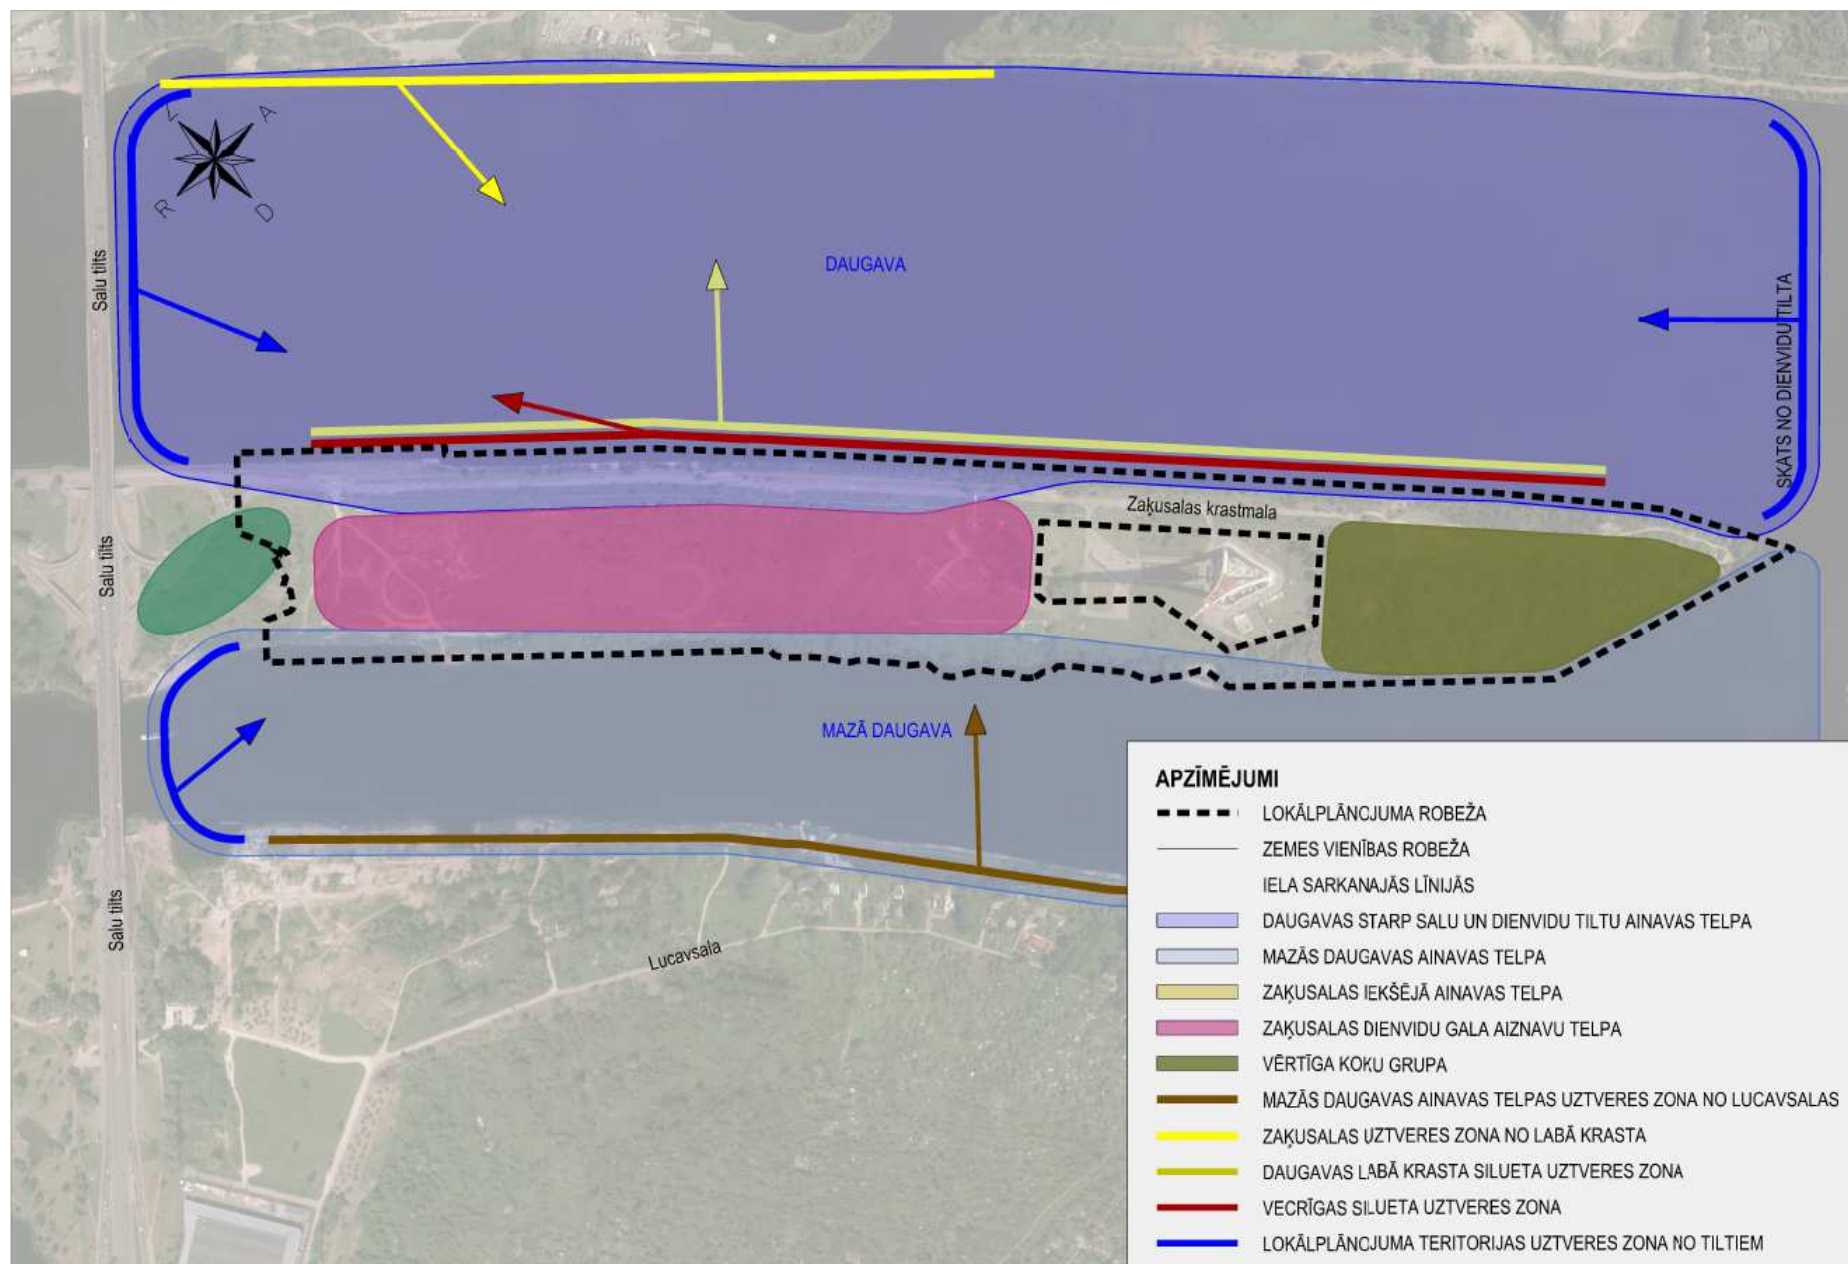 Z
A
R
D
Salu tilts
DAUGAVA
SKATS NO DIENVIDU TILTA
Zaķusalas krastmala
Salu tilts
MAZĀ DAUGAVA
Salu tilts
Lucavsala
APZĪMĒJUMI
LOKĀLPLĀNOJUMA ROBEŽA
ZEMES VIENĪBAS ROBEŽA
IELA SARKANAJĀS LĪNIJĀS
DAUGAVAS STARP SALU UN DIENVIDU TILTU AINAVAS TELPA
MAZĀS DAUGAVAS AINAVAS TELPA
ZAĶUSALAS IEKŠĒJĀ AINAVAS TELPA
ZAĶUSALAS DIENVIDU GALA AIZNAVU TELPA
VĒRTĪGA KOKU GRUPA
MAZĀS DAUGAVAS AINAVAS TELPAS UZTVERES ZONA NO LUCAVSALAS
ZAĶUSALAS UZTVERES ZONA NO LABĀ KRASTA
DAUGAVAS LABĀ KRASTA SILUETA UZTVERES ZONA
VECRĪGAS SILUETA UZTVERES ZONA
LOKĀLPLĀNOJUMA TERITORIJAS UZTVERES ZONA NO TILTIEM